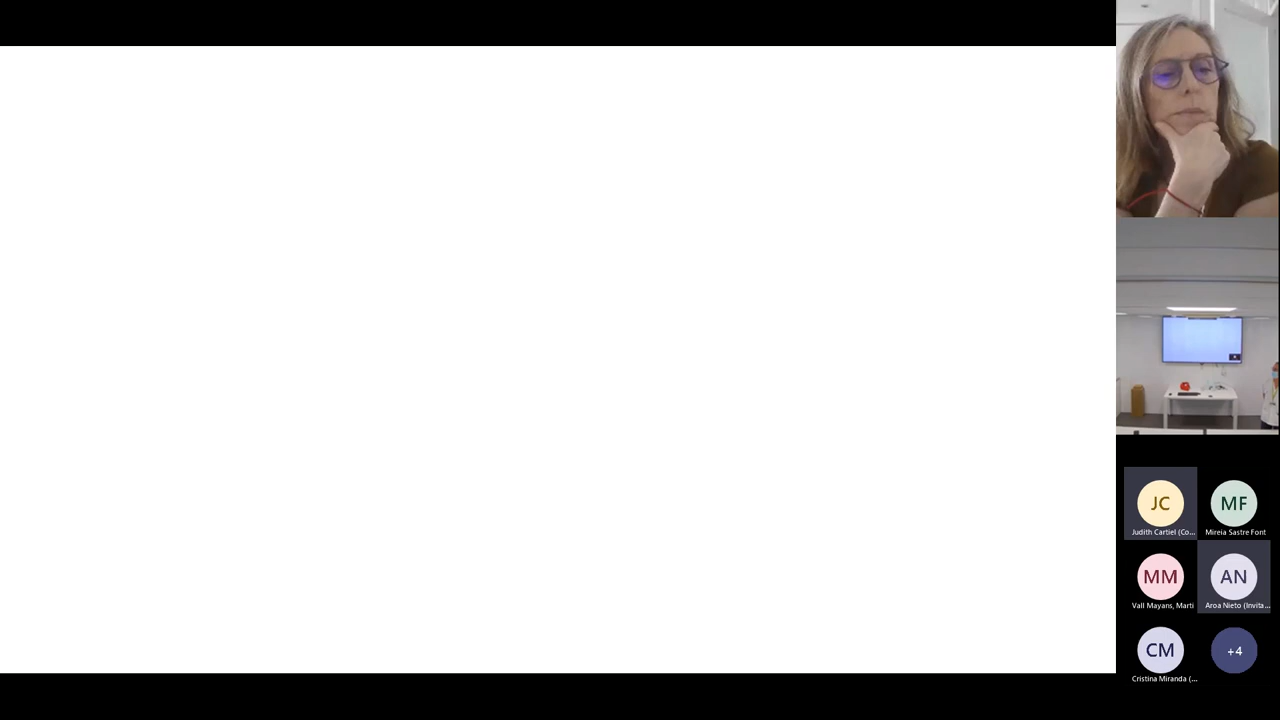 JC
MF
Judith Cartiel (Co...
Mireia Sastre Font
MM
AN
Vall Mayans, Marti
Aroa Nieto (Invita...
CM
+4
Cristina Miranda (...